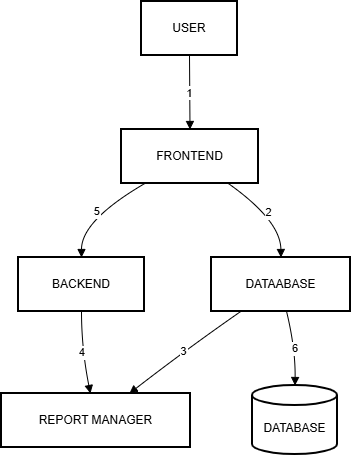 USER
1
FRONTEND
5
2
BACKEND
DATAABASE
4
3
6
REPORT MANAGER
DATABASE